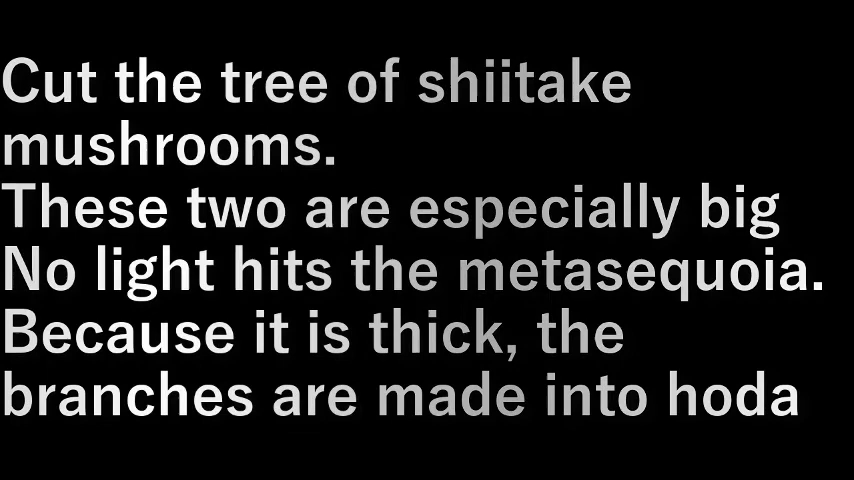 Cut the tree of shiitake
mushrooms.
These two are especially big
No light hits the metasequoia.
Because it is thick, the
branches are made into hoda